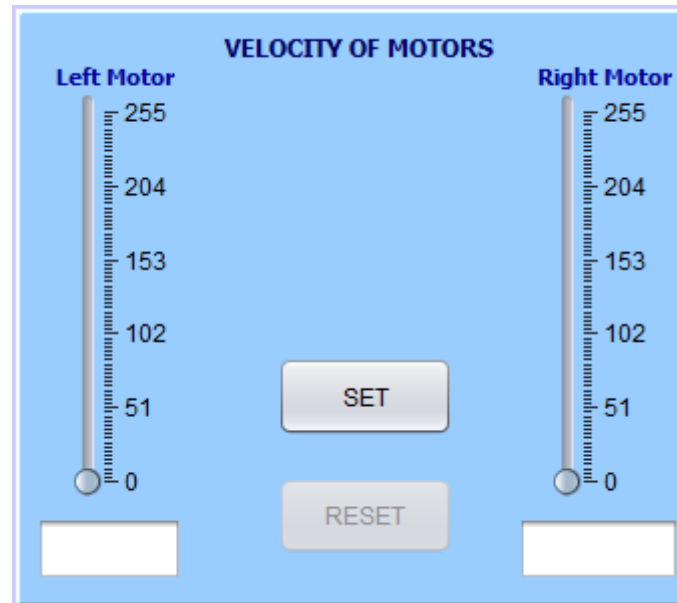 VELOCITY OF MOTORS
Left Motor
Right Motor
255
255
204
204
153
153
102
102
SET
51
51
0
0
RESET